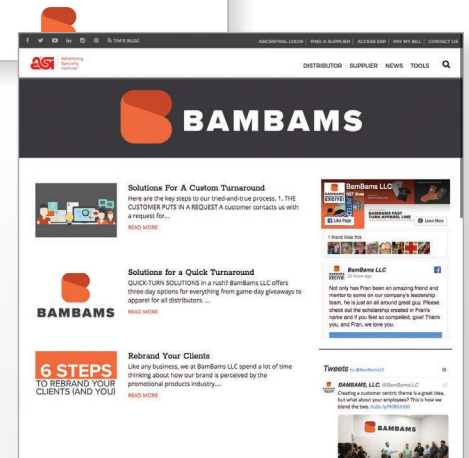 TIM'S BLOG
ASICENTRAL LOGIN | FIND A SUPPLIER | ACCESS ESP | PAY MY BILL | CONTACT US
ASI Advertising
Specialty
Institute®
DISTRIBUTOR SUPPLIER NEWS TOOLS
BAMBAMS
Solutions For A Custom Turnaround
Here are the key steps to our tried-and-true process. 1. THE
CUSTOMER PUTS IN A REQUEST A customer contacts us with
a request for...
READ MORE
BAMBAMS
Solutions for a Quick Turnaround
QUICK-TURN SOLUTIONS In a rush? BamBams LLC offers
three-day options for everything from game-day giveaways to
apparel for all distributors. ...
READ MORE
6 STEPS
TO REBRAND YOUR
CLIENTS (AND YOU)
Rebrand Your Clients
Like any business, we at BamBams LLC spend a lot of time
thinking about how our brand is perceived by the
promotional products industry....
READ MORE
BamBams LLC
BAMBAMS FAST
TURN APPAREL LINE
Like Page
Learn More
1 friend likes this
BamBams LLC
22 hours ago
Not only has Fran been an amazing friend and
mentor to some on our company's leadership
team, he is just an all around great guy. Please
check out the scholarship created in Fran's
name and if you feel so compelled, give! Thank
you, and Fran, we love you.
Tweets by @BamBamsLLC
BAMBAMS, LLC. @BamBamsLLC
Creating a customer centric theme is a great idea,
but what about your employees? This is how we
blend the two.
BAMBAMS